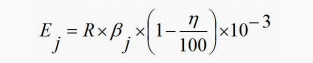 E_j = R × β_j × (1 − η/100) × 10^−3